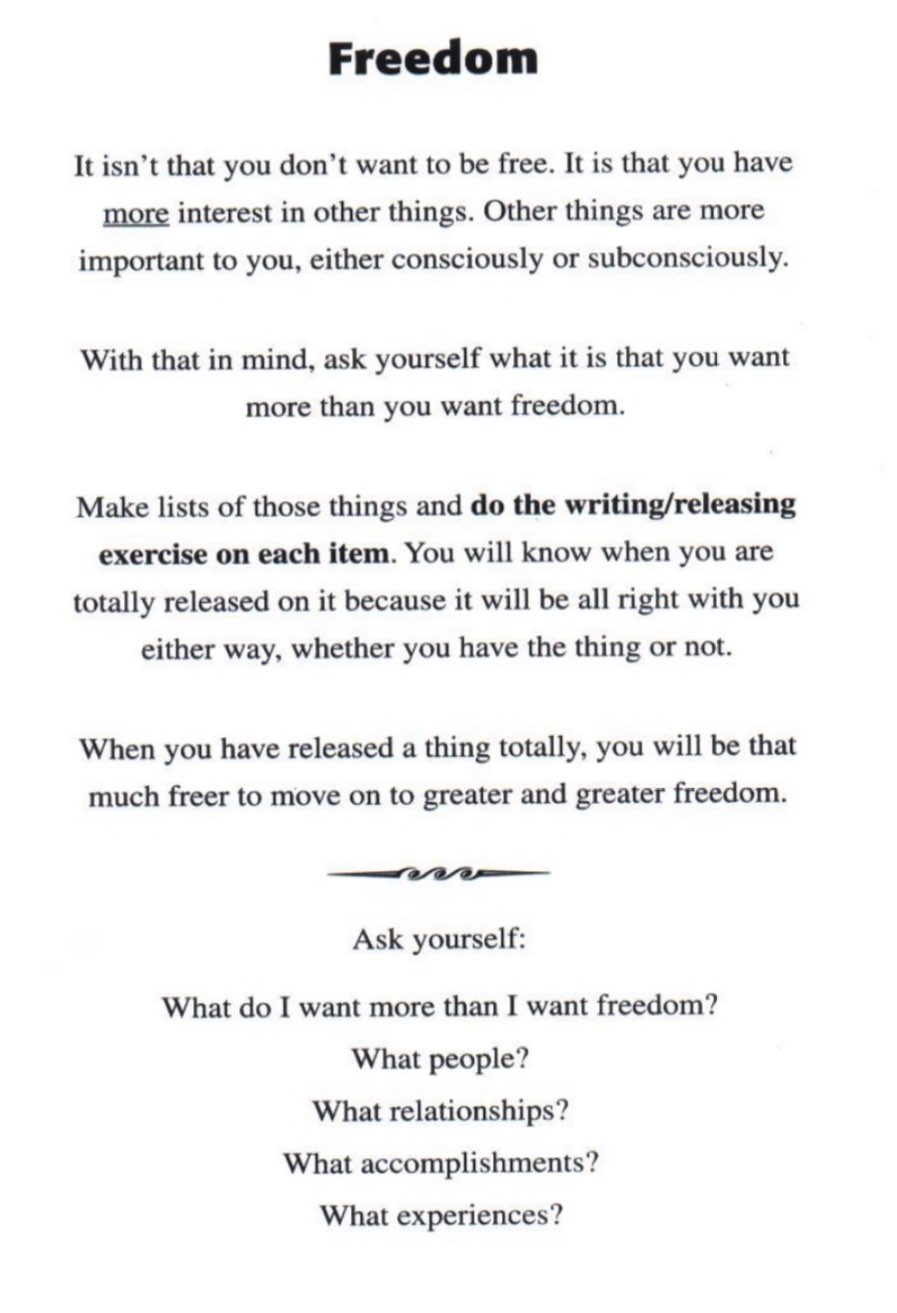 Freedom
It isn't that you don't want to be free. It is that you have
more interest in other things. Other things are more
important to you, either consciously or subconsciously.
With that in mind, ask yourself what it is that you want
more than you want freedom.
Make lists of those things and do the writing/releasing
exercise on each item. You will know when you are
totally released on it because it will be all right with you
either way, whether you have the thing or not.
When you have released a thing totally, you will be that
much freer to move on to greater and greater freedom.
Ask yourself:
What do I want more than I want freedom?
What people?
What relationships?
What accomplishments?
What experiences?